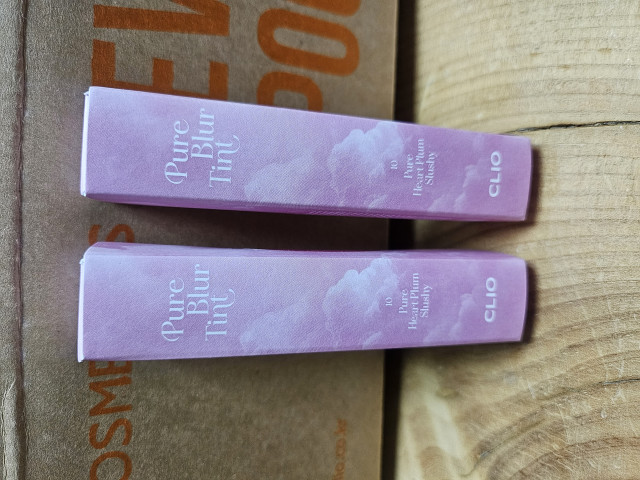 Pure
Blur
Tint
10
Pure
Heart Plum
Slushy
CLIO
Pure
Blur
Tint
10
Pure
Heart Plum
Slushy
CLIO